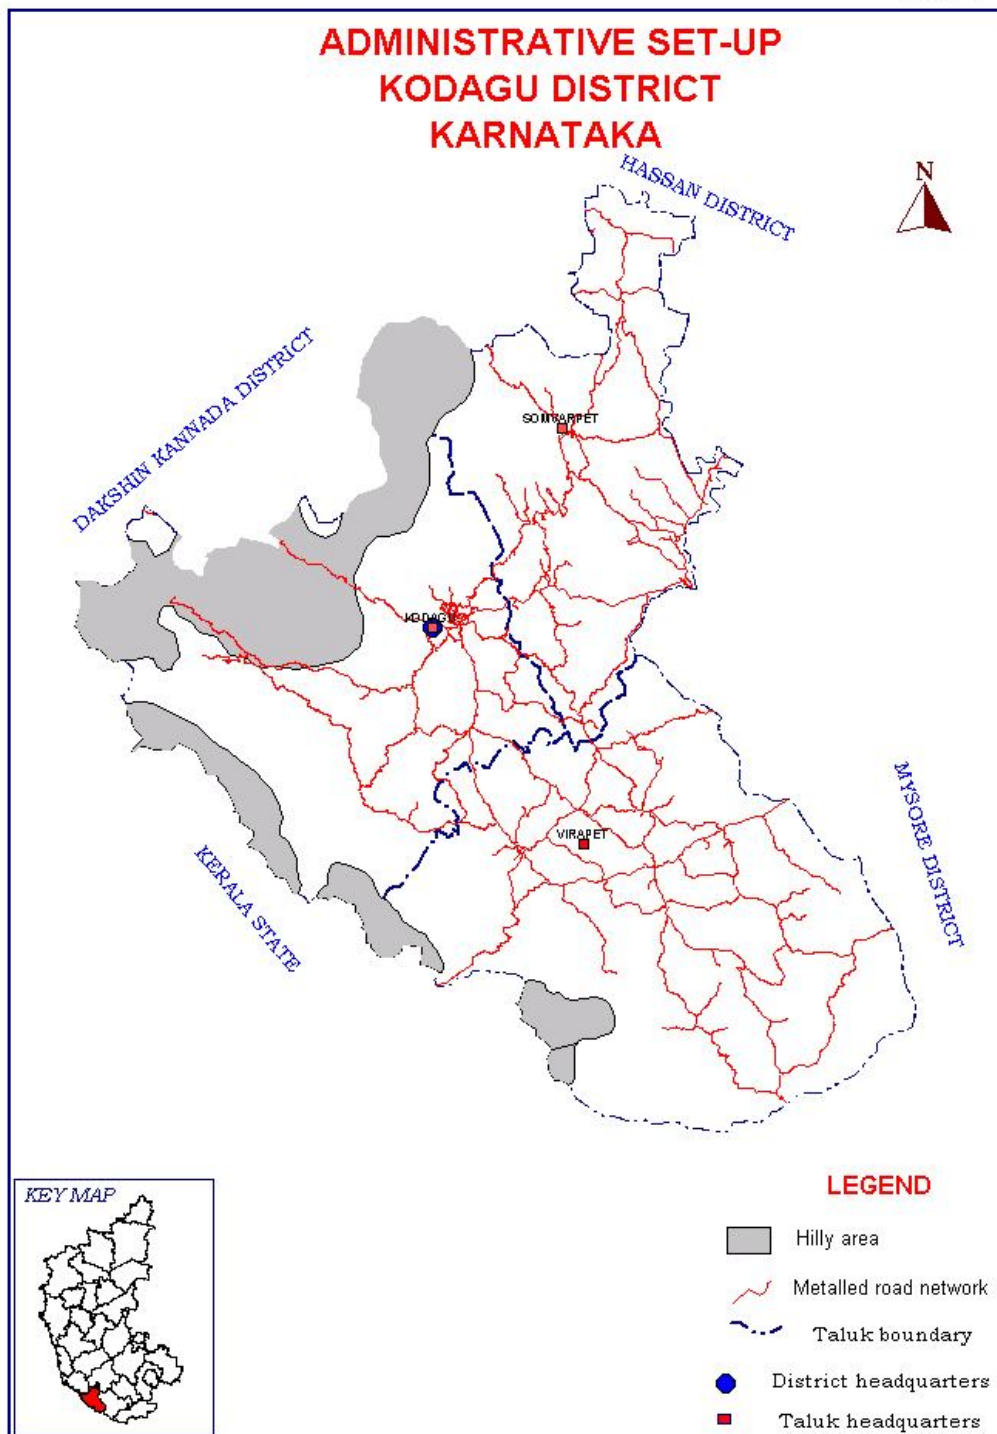 ADMINISTRATIVE SET-UP
KODAGU DISTRICT
KARNATAKA
HASSAN DISTRICT
N
DAKSHIN KANNADA DISTRICT
SOMVARPET
KODAGU
VIRAPET
MYSORE DISTRICT
KERALA STATE
KEY MAP
LEGEND
Hilly area
Metalled road network
Taluk boundary
District headquarters
Taluk headquarters